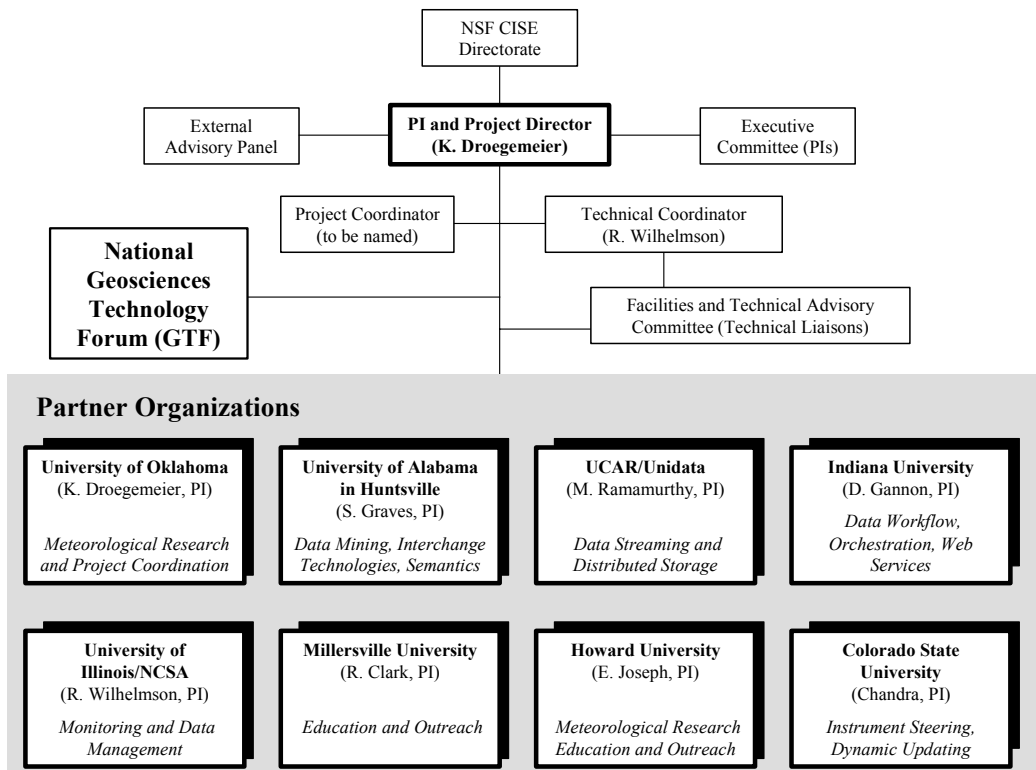 NSF CISE
Directorate
External
Advisory Panel
PI and Project Director
(K. Droegemeier)
Executive
Committee (PIs)
Project Coordinator
(to be named)
Technical Coordinator
(R. Wilhelmson)
National
Geosciences
Technology
Forum (GTF)
Facilities and Technical Advisory
Committee (Technical Liaisons)
Partner Organizations
University of Oklahoma
(K. Droegemeier, PI)
Meteorological Research
and Project Coordination
University of Alabama
in Huntsville
(S. Graves, PI)
Data Mining, Interchange
Technologies, Semantics
UCAR/Unidata
(M. Ramamurthy, PI)
Data Streaming and
Distributed Storage
Indiana University
(D. Gannon, PI)
Data Workflow,
Orchestration, Web
Services
University of
Illinois/NCSA
(R. Wilhelmson, PI)
Monitoring and Data
Management
Millersville University
(R. Clark, PI)
Education and Outreach
Howard University
(E. Joseph, PI)
Meteorological Research
Education and Outreach
Colorado State
University
(Chandra, PI)
Instrument Steering,
Dynamic Updating